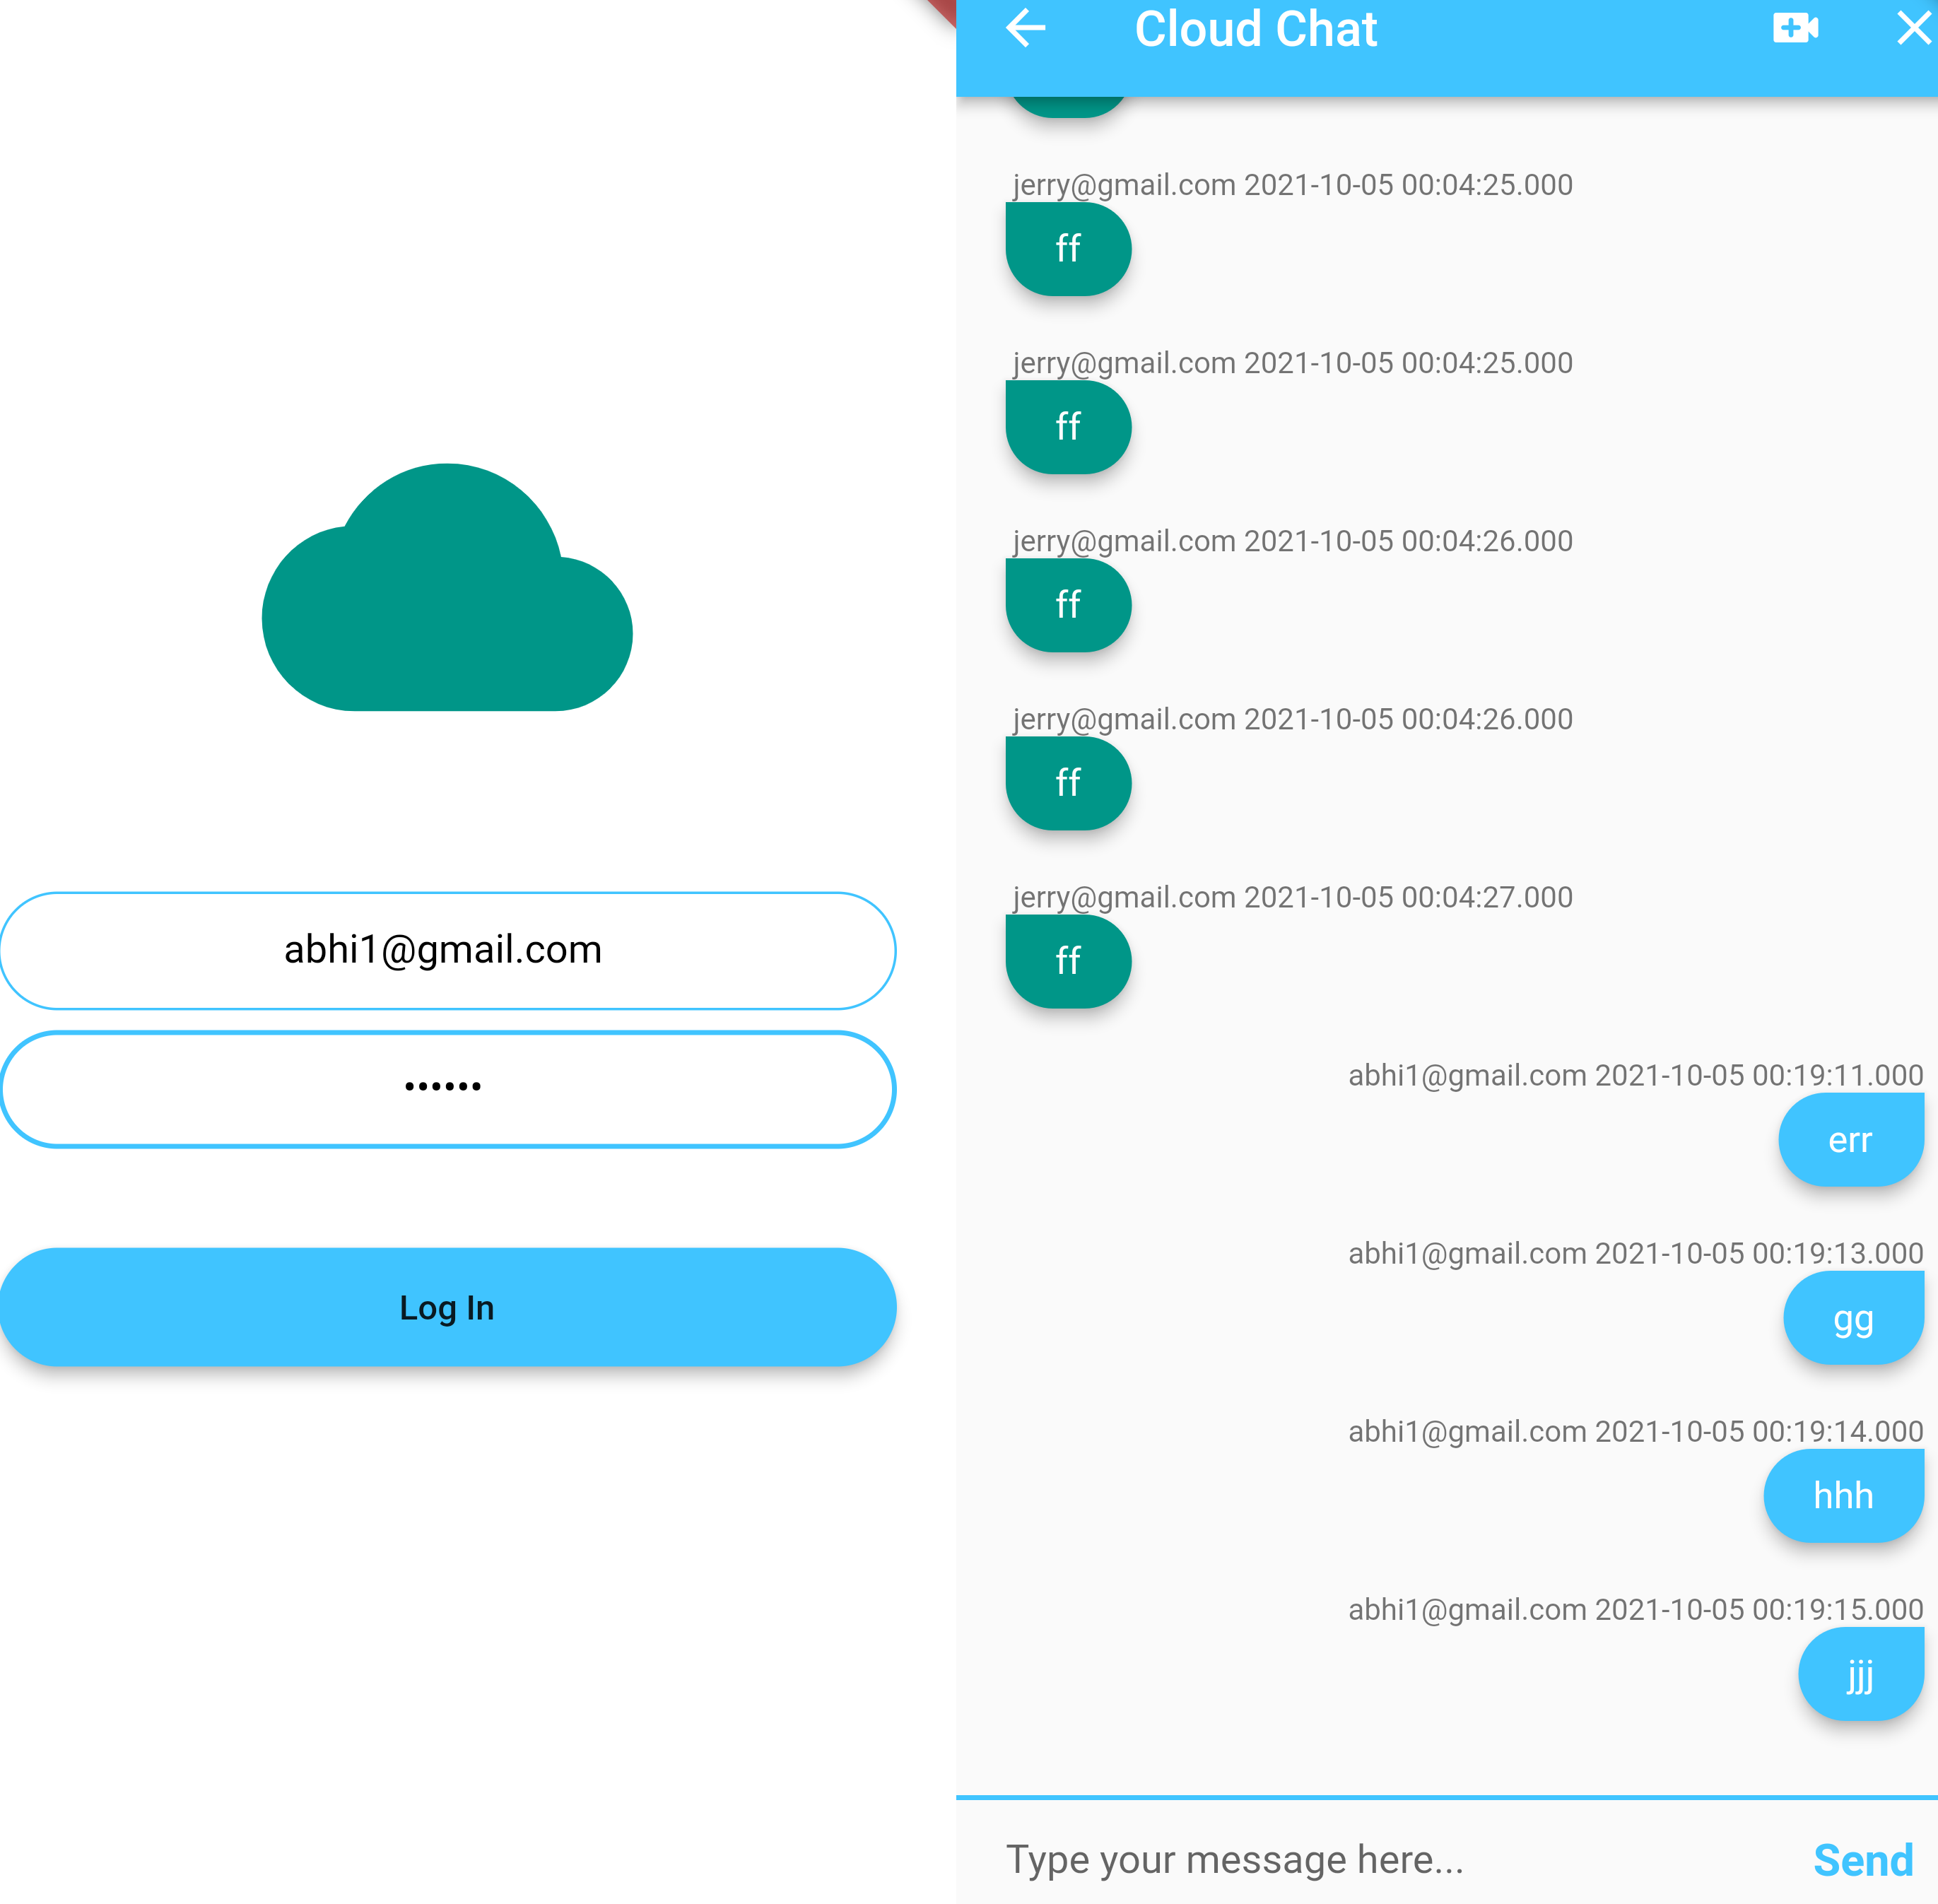 abhi1@gmail.com
••••••
Log In
Cloud Chat
jerry@gmail.com 2021-10-05 00:04:25.000
ff
jerry@gmail.com 2021-10-05 00:04:25.000
ff
jerry@gmail.com 2021-10-05 00:04:26.000
ff
jerry@gmail.com 2021-10-05 00:04:26.000
ff
jerry@gmail.com 2021-10-05 00:04:27.000
ff
abhi1@gmail.com 2021-10-05 00:19:11.000
err
abhi1@gmail.com 2021-10-05 00:19:13.000
gg
abhi1@gmail.com 2021-10-05 00:19:14.000
hhh
abhi1@gmail.com 2021-10-05 00:19:15.000
jjj
Type your message here...
Send